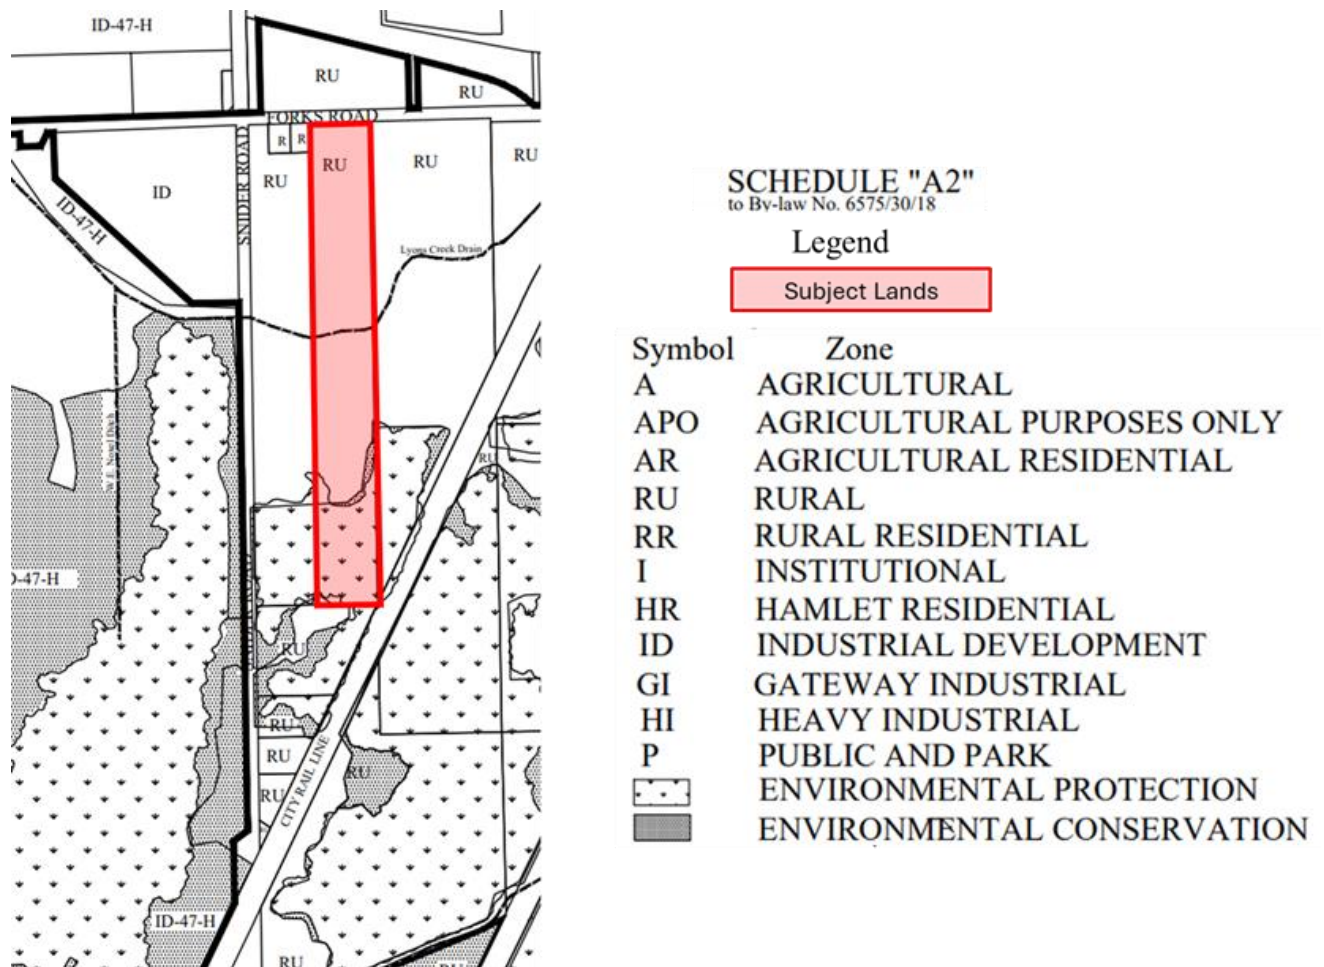 ID-47-H
RU
RU
FORKS ROAD
R
R
RU
RU
RU
RU
SNIDER ROAD
ID
ID-47-H
Lyons Creek Drain
RU
-47-H
RU
RU
RU
RU
RU
CITY RAIL LINE
ID-47-H
RU
RU
SCHEDULE "A2"
to By-law No. 6575/30/18
Legend
Subject Lands
Symbol Zone
A AGRICULTURAL
APO AGRICULTURAL PURPOSES ONLY
AR AGRICULTURAL RESIDENTIAL
RU RURAL
RR RURAL RESIDENTIAL
I INSTITUTIONAL
HR HAMLET RESIDENTIAL
ID INDUSTRIAL DEVELOPMENT
GI GATEWAY INDUSTRIAL
HI HEAVY INDUSTRIAL
P PUBLIC AND PARK
ENVIRONMENTAL PROTECTION
ENVIRONMENTAL CONSERVATION